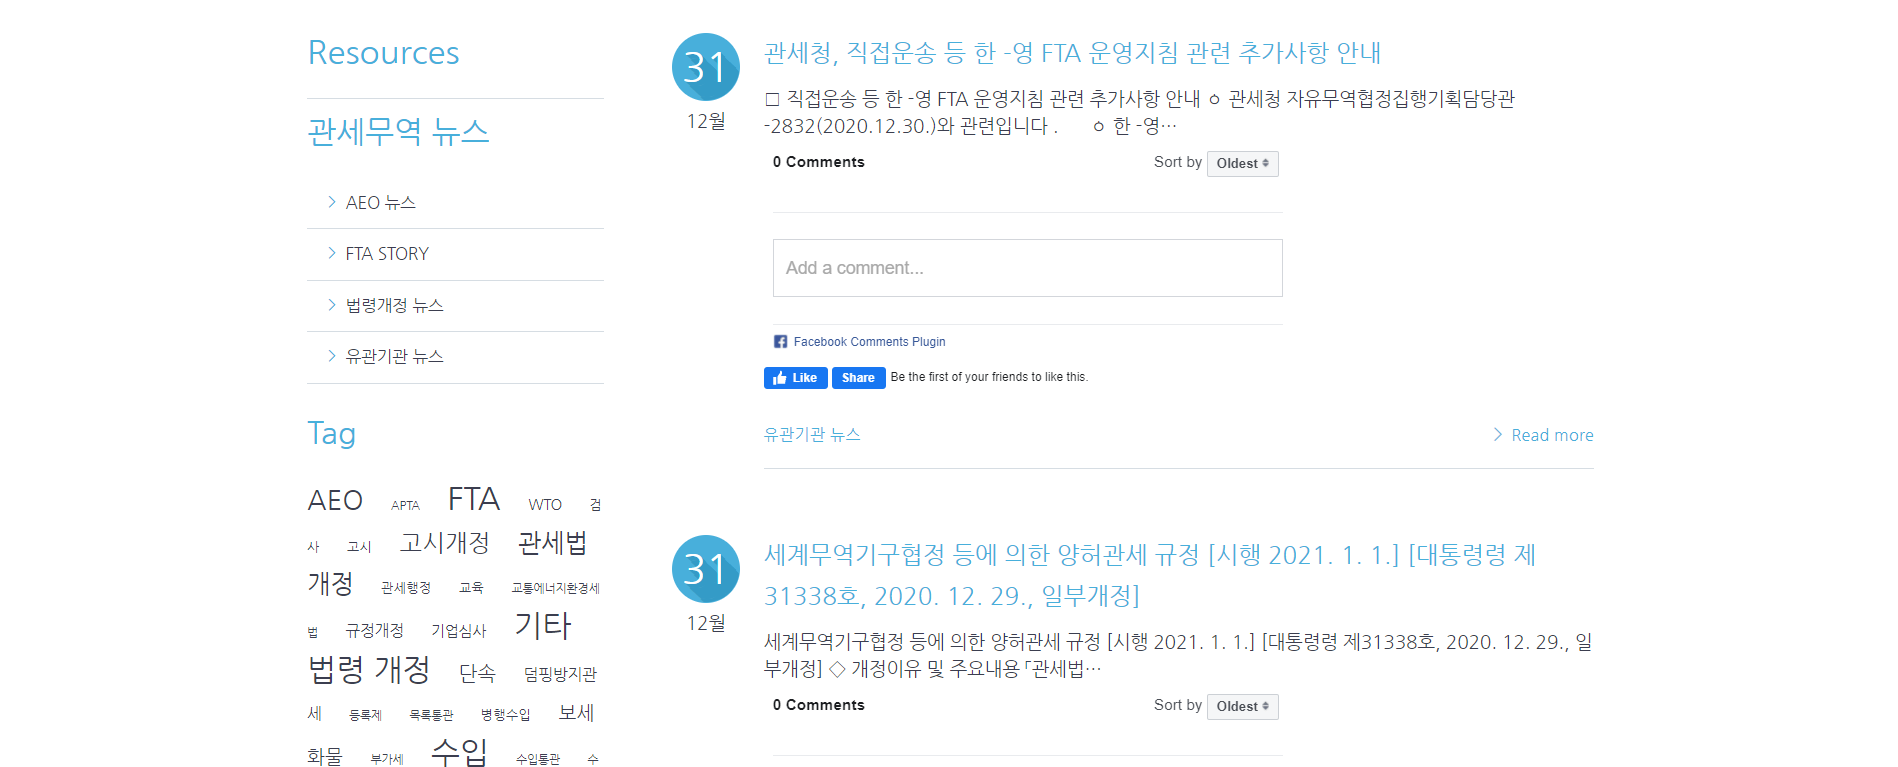 Resources
관세무역 뉴스
AEO 뉴스
FTA STORY
법령개정 뉴스
유관기관 뉴스
Tag
AEO APTA FTA WTO 검
사 고시 고시개정 관세법
개정 관세행정 교육 교통에너지환경세
법 규정개정 기업심사 기타
법령 개정 단속 덤핑방지관
세 등록제 목록통관 병행수입 보세
화물 부가세 수입 수입통관 수
31
12월
관세청, 직접운송 등 한 -영 FTA 운영지침 관련 추가사항 안내
□ 직접운송 등 한 -영 FTA 운영지침 관련 추가사항 안내 ㅇ 관세청 자유무역협정집행기획담당관
-2832(2020.12.30.)와 관련입니다 . ㅇ 한 -영…
0 Comments Sort by Oldest
Add a comment...
Facebook Comments Plugin
Like Share Be the first of your friends to like this.
유관기관 뉴스 Read more
31
12월
세계무역기구협정 등에 의한 양허관세 규정 [시행 2021. 1. 1.] [대통령령 제
31338호, 2020. 12. 29., 일부개정]
세계무역기구협정 등에 의한 양허관세 규정 [시행 2021. 1. 1.] [대통령령 제31338호, 2020. 12. 29., 일
부개정] ◇ 개정이유 및 주요내용 「관세법…
0 Comments Sort by Oldest